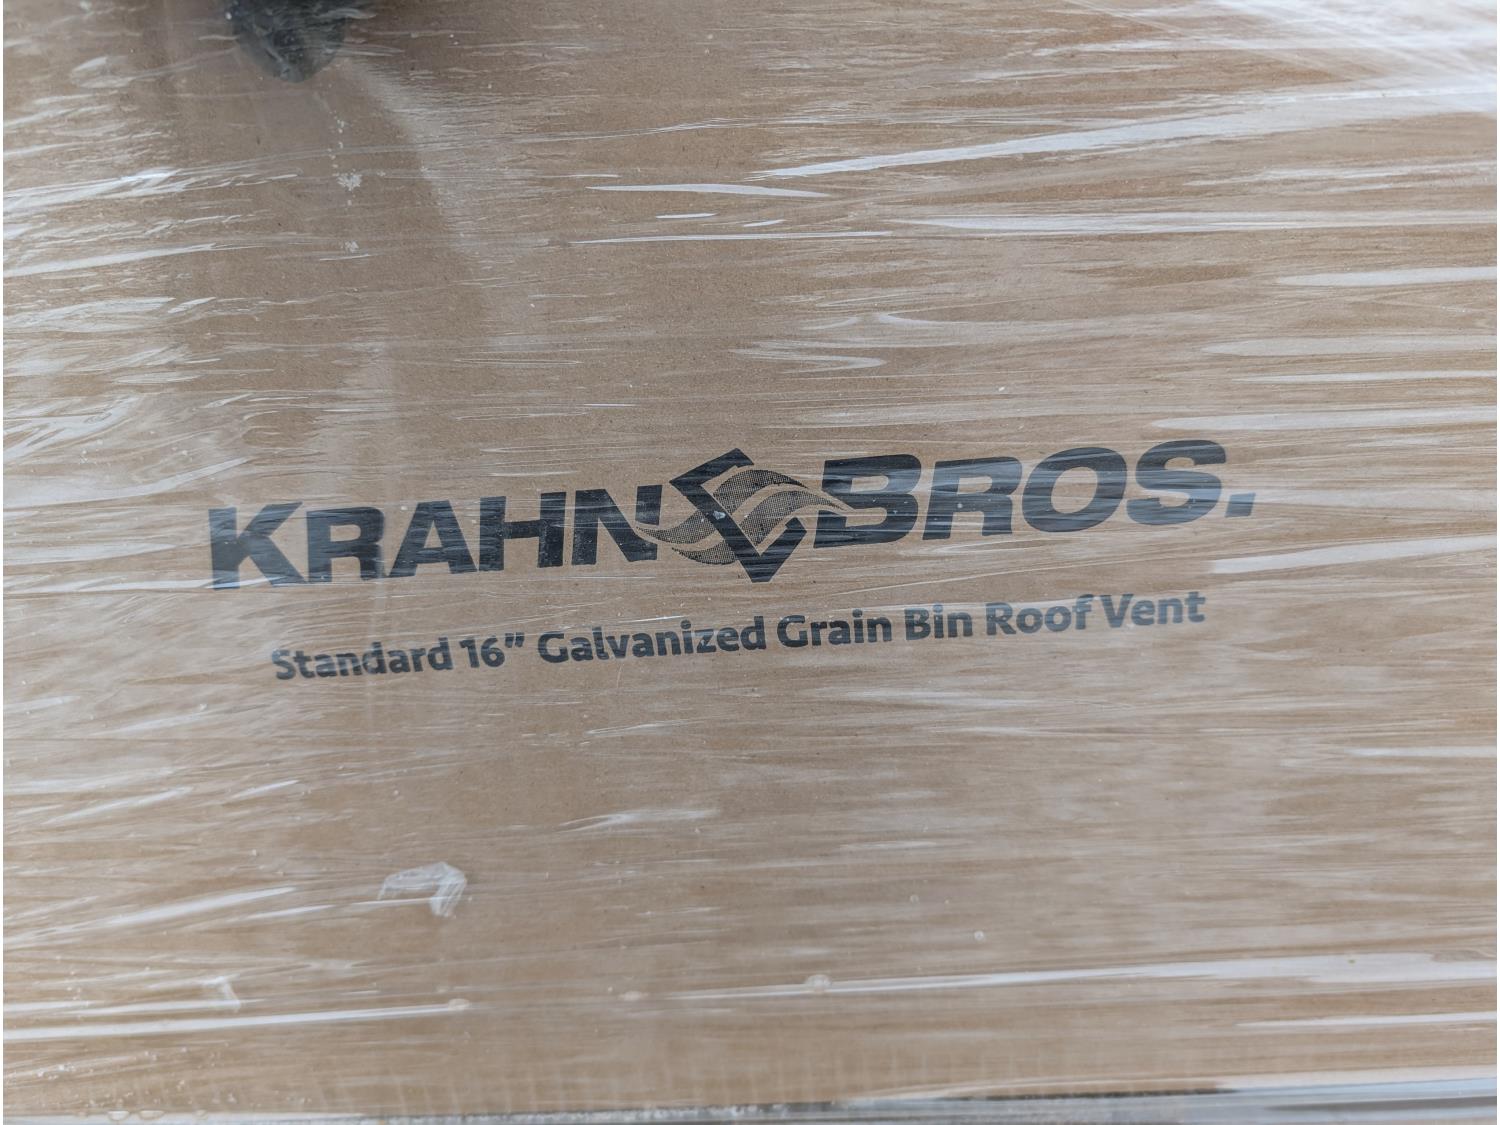 KRAHN BROS.
Standard 16” Galvanized Grain Bin Roof Vent